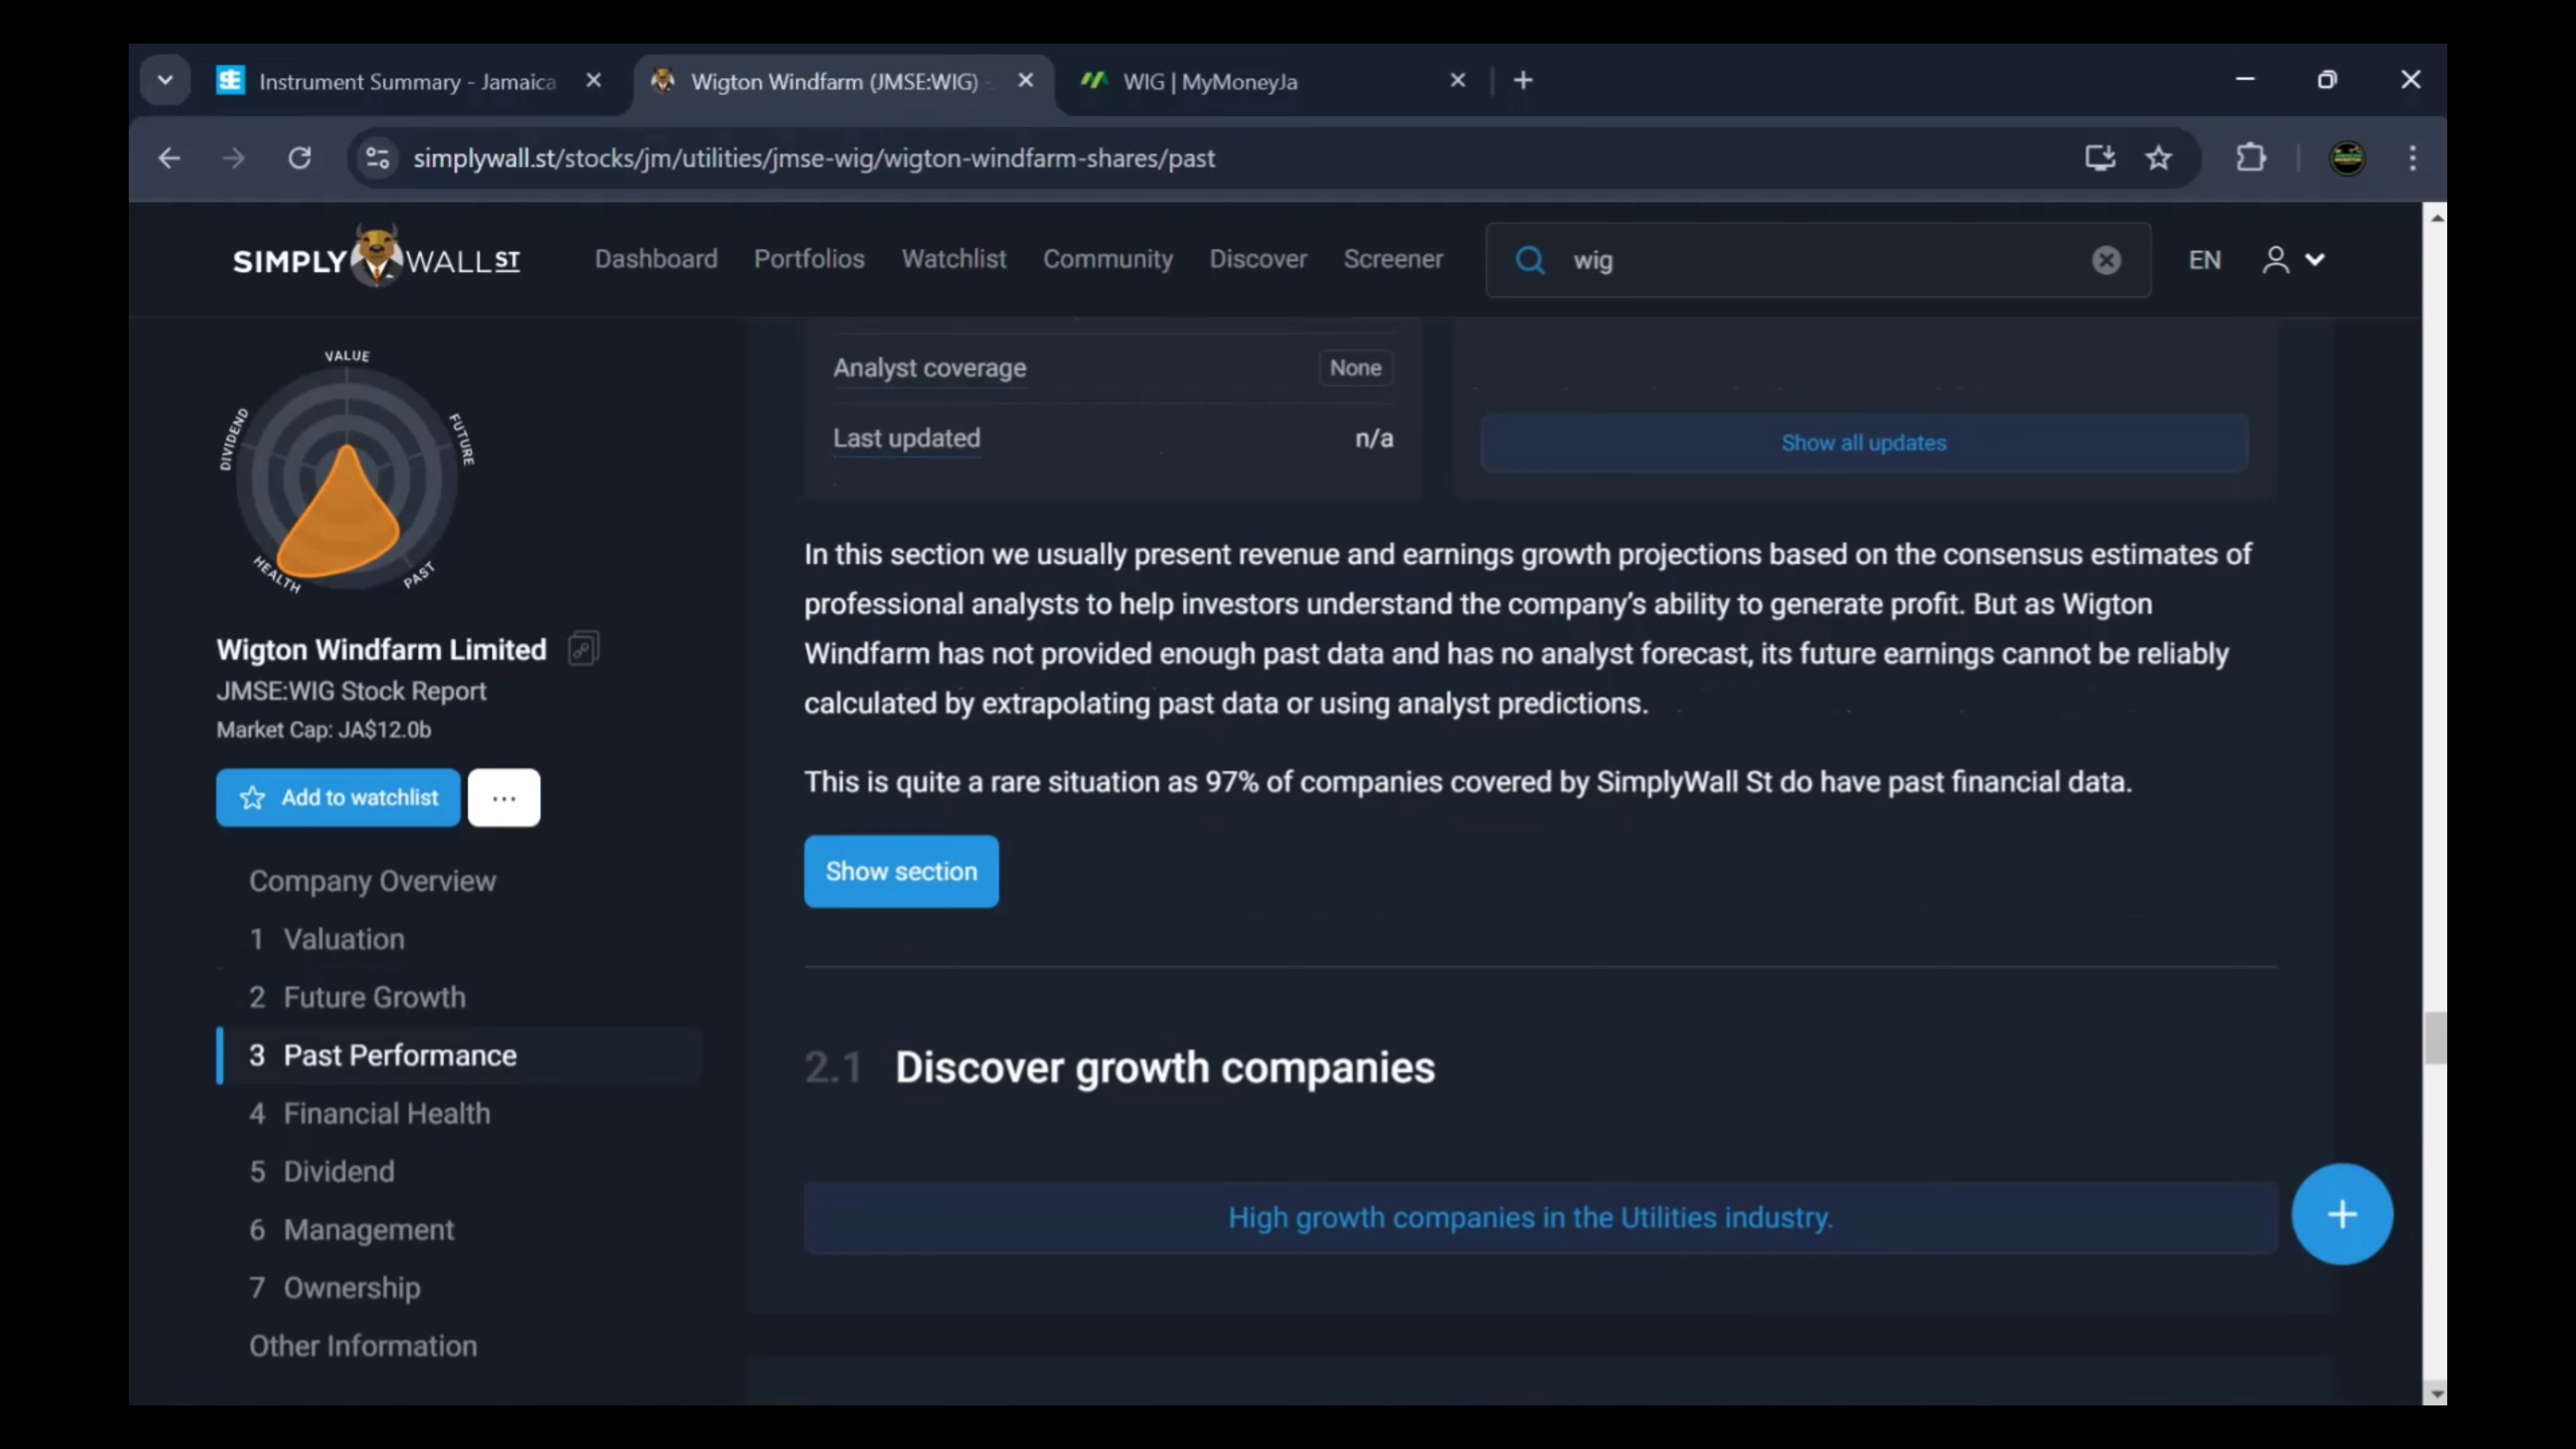 Instrument Summary - Jamaica
Wigton Windfarm (JMSE:WIG) -
WIG | MyMoneyJa
simplywall.st/stocks/jm/utilities/jmse-wig/wigton-windfarm-shares/past
SIMPLY WALL ST
Dashboard
Portfolios
Watchlist
Community
Discover
Screener
wig
EN
VALUE
FUTURE
PAST
HEALTH
DIVIDEND
Wigton Windfarm Limited
JMSE:WIG Stock Report
Market Cap: JA$12.0b
Add to watchlist
...
Company Overview
1 Valuation
2 Future Growth
3 Past Performance
4 Financial Health
5 Dividend
6 Management
7 Ownership
Other Information
Analyst coverage None
Last updated n/a
Show all updates
In this section we usually present revenue and earnings growth projections based on the consensus estimates of
professional analysts to help investors understand the company's ability to generate profit. But as Wigton
Windfarm has not provided enough past data and has no analyst forecast, its future earnings cannot be reliably
calculated by extrapolating past data or using analyst predictions.
This is quite a rare situation as 97% of companies covered by SimplyWall St do have past financial data.
Show section
2.1 Discover growth companies
High growth companies in the Utilities industry.